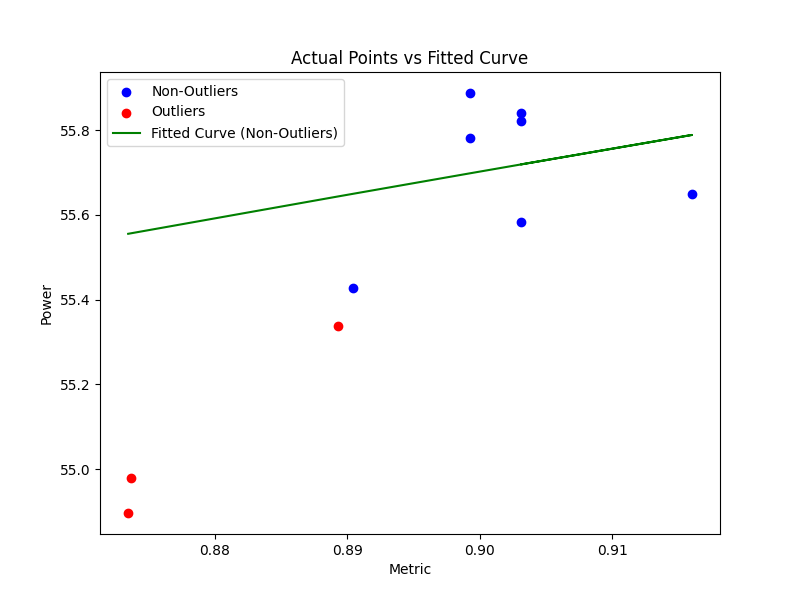 Actual Points vs Fitted Curve
Non-Outliers
Outliers
Fitted Curve (Non-Outliers)
55.8
55.6
55.4
55.2
55.0
Power
0.88 0.89 0.90 0.91
Metric